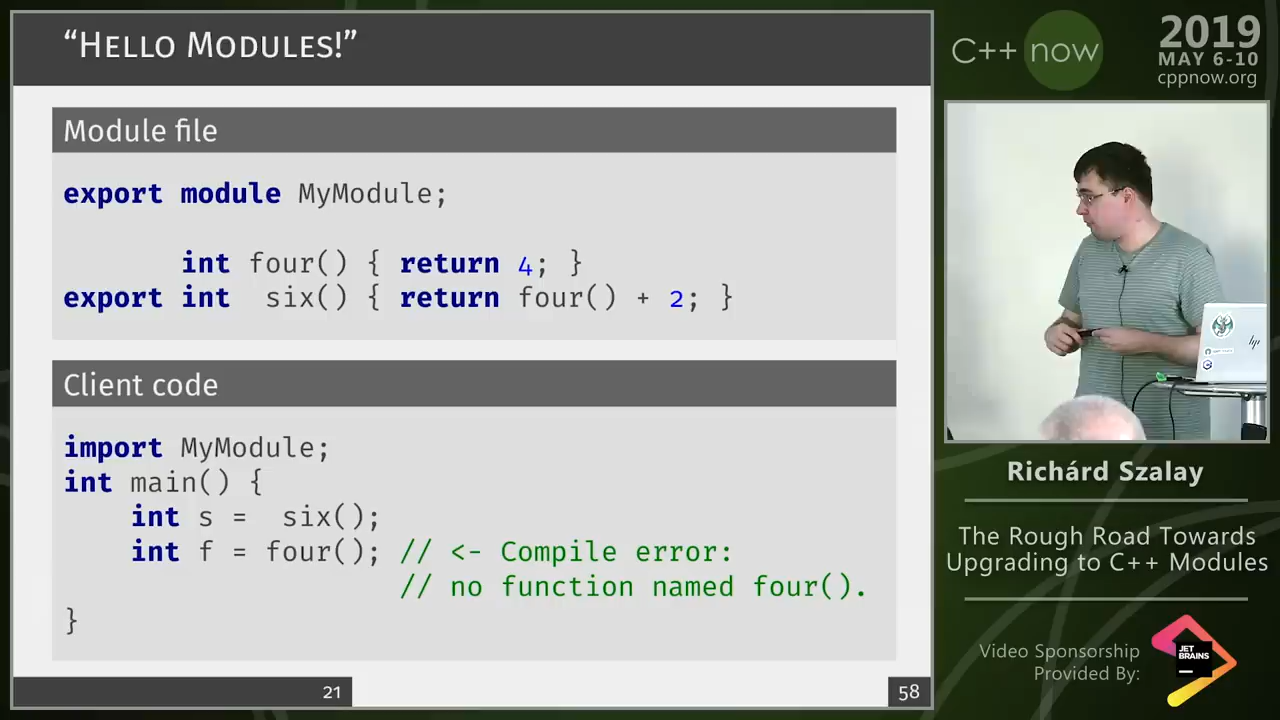 “Hello Modules!”
Module file
export module MyModule;
int four() { return 4; }
export int six() { return four() + 2; }
Client code
import MyModule;
int main() {
int s = six();
int f = four(); // <- Compile error:
// no function named four().
}
21
58
C++ now
2019
MAY 6-10
cppnow.org
hp
Richárd Szalay
The Rough Road Towards
Upgrading to C++ Modules
Video Sponsorship
Provided By:
JET
BRAINS